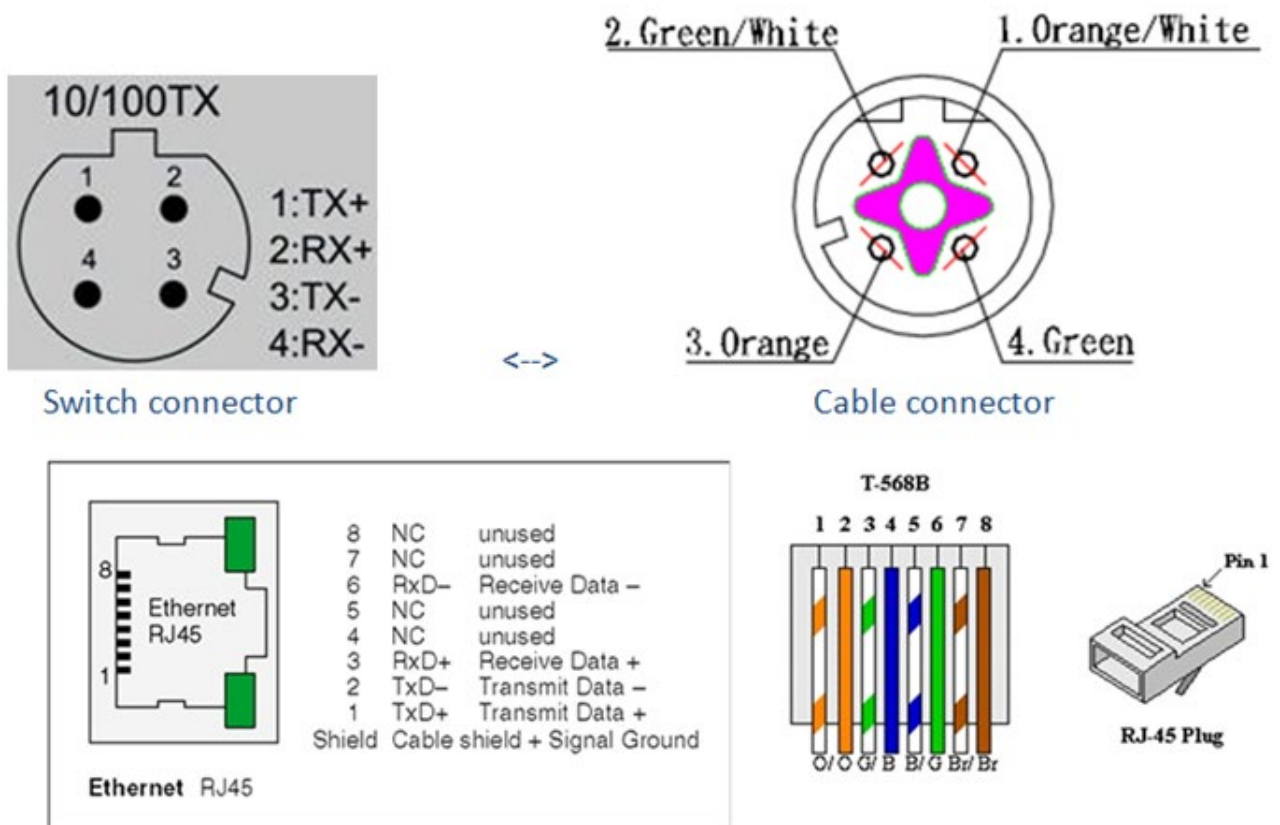 10/100TX
1 2
4 3
1:TX+
2:RX+
3:TX-
4:RX-
Switch connector
<-->
2.Green/White
1.Orange/White
3.Orange
4.Green
Cable connector
8
1
Ethernet
RJ45
8 NC unused
7 NC unused
6 RxD– Receive Data –
5 NC unused
4 NC unused
3 RxD+ Receive Data +
2 TxD– Transmit Data –
1 TxD+ Transmit Data +
Shield Cable shield + Signal Ground
Ethernet RJ45
T-568B
1 2 3 4 5 6 7 8
O/ O G/ B B/ G Br/ Br
Pin 1
RJ-45 Plug